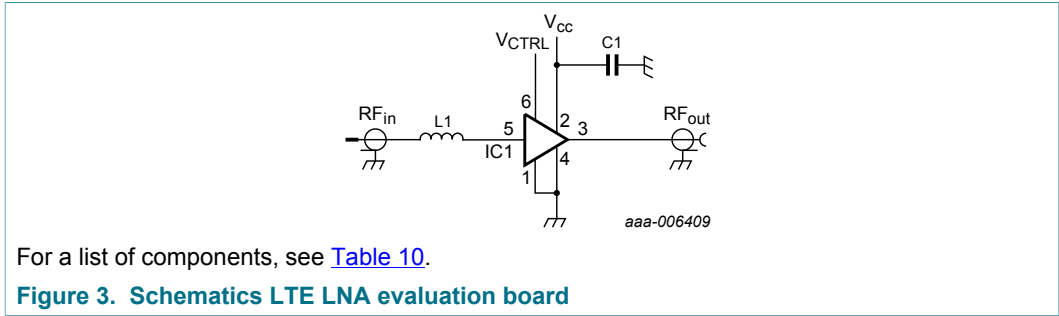 Vcc
VCTRL
C1
6
RFin
L1
5
2
3
RFout
IC1
4
1
aaa-006409
For a list of components, see Table 10.
Figure 3. Schematics LTE LNA evaluation board